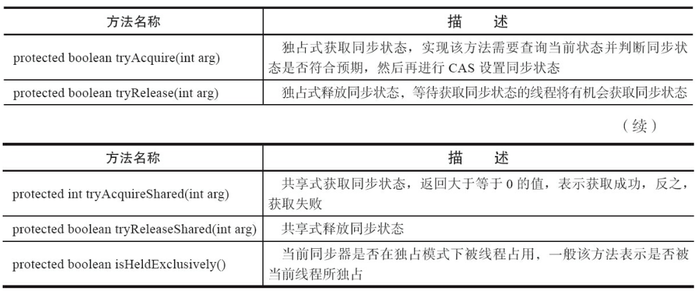 方法名称 描 述
protected boolean tryAcquire(int arg) 独占式获取同步状态，实现该方法需要查询当前状态并判断同步状
态是否符合预期，然后再进行 CAS 设置同步状态
protected boolean tryRelease(int arg) 独占式释放同步状态，等待获取同步状态的线程将有机会获取同步状态
（续）
方法名称 描 述
protected int tryAcquireShared(int arg) 共享式获取同步状态，返回大于等于 0 的值，表示获取成功，反之，
获取失败
protected boolean tryReleaseShared(int arg) 共享式释放同步状态
protected boolean isHeldExclusively() 当前同步器是否在独占模式下被线程占用，一般该方法表示是否被
当前线程所独占